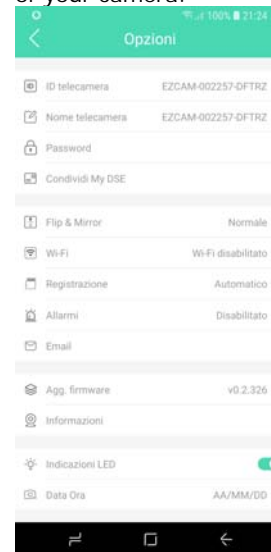 or your camera?
100% 21:24
Opzioni
ID telecamera EZCAM-002257-DFTRZ
Nome telecamera EZCAM-002257-DFTRZ
Password
Condividi My DSE
Flip & Mirror Normale
Wi-Fi Wi-Fi disabilitato
Registrazione Automatico
Allarmi Disabilitato
Email
Agg. firmware v0.2.326
Informazioni
Indicazioni LED
Data Ora AA/MM/DD